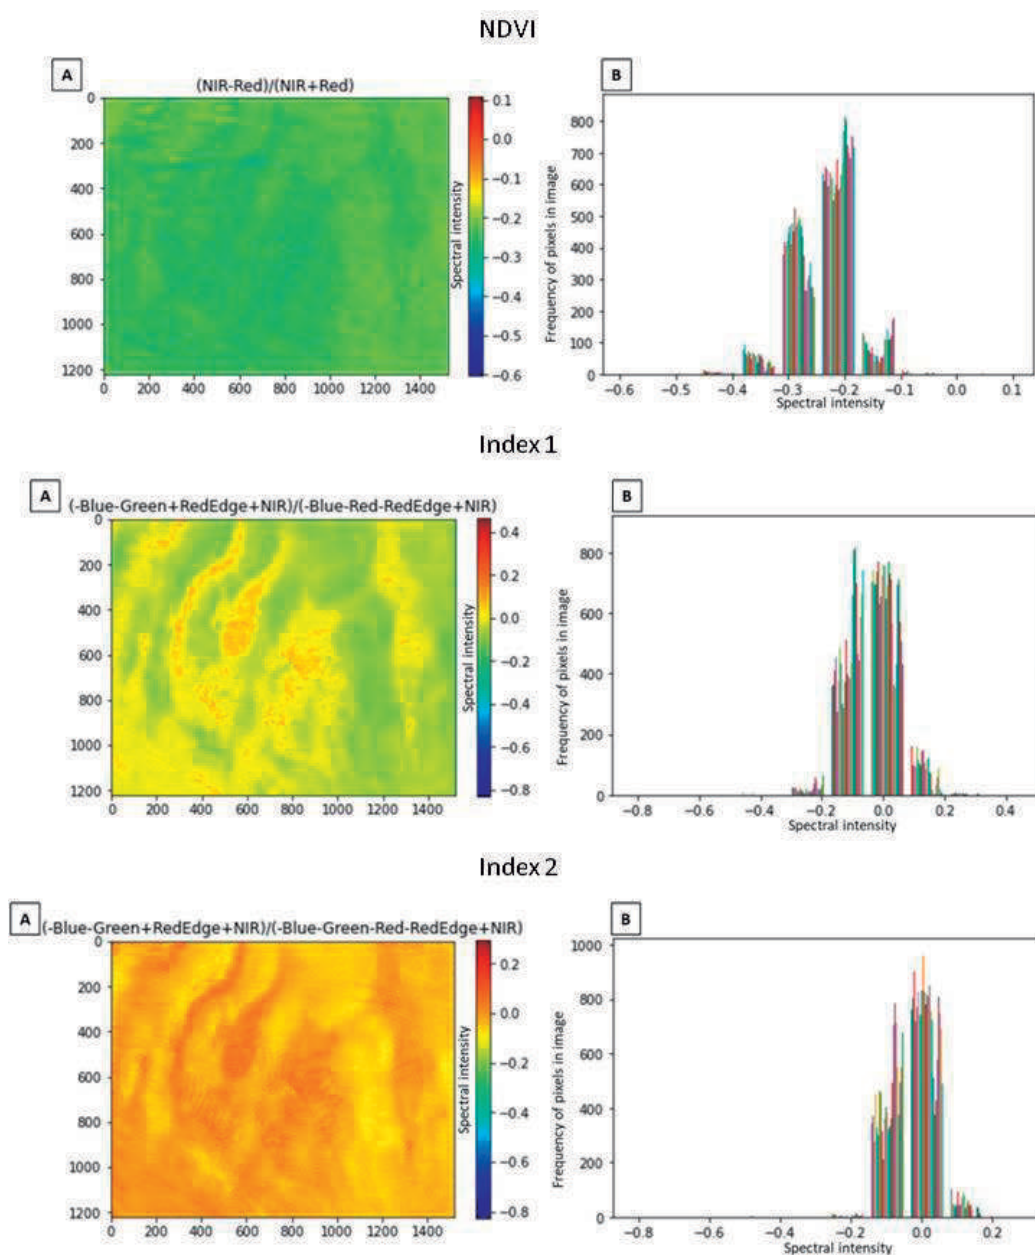 NDVI
A
(NIR-Red)/(NIR+Red)
0
200
400
600
800
1000
1200
0 200 400 600 800 1000 1200 1400
0.1
0.0
−0.1
−0.2
−0.3
−0.4
−0.5
−0.6
Spectral intensity
B
800
700
600
500
400
300
200
100
0
Frequency of pixels in image
−0.6 −0.5 −0.4 −0.3 −0.2 −0.1 0.0 0.1
Spectral intensity
Index 1
A
(-Blue-Green+RedEdge+NIR)/(-Blue-Red-RedEdge+NIR)
0
200
400
600
800
1000
1200
0 200 400 600 800 1000 1200 1400
0.4
0.2
0.0
−0.2
−0.4
−0.6
−0.8
Spectral intensity
B
800
600
400
200
0
Frequency of pixels in image
−0.8 −0.6 −0.4 −0.2 0.0 0.2 0.4
Spectral intensity
Index 2
A
(-Blue-Green+RedEdge+NIR)/(-Blue-Green-Red-RedEdge+NIR)
0
200
400
600
800
1000
1200
0 200 400 600 800 1000 1200 1400
0.2
0.0
−0.2
−0.4
−0.6
−0.8
Spectral intensity
B
1000
800
600
400
200
0
Frequency of pixels in image
−0.8 −0.6 −0.4 −0.2 0.0 0.2
Spectral intensity